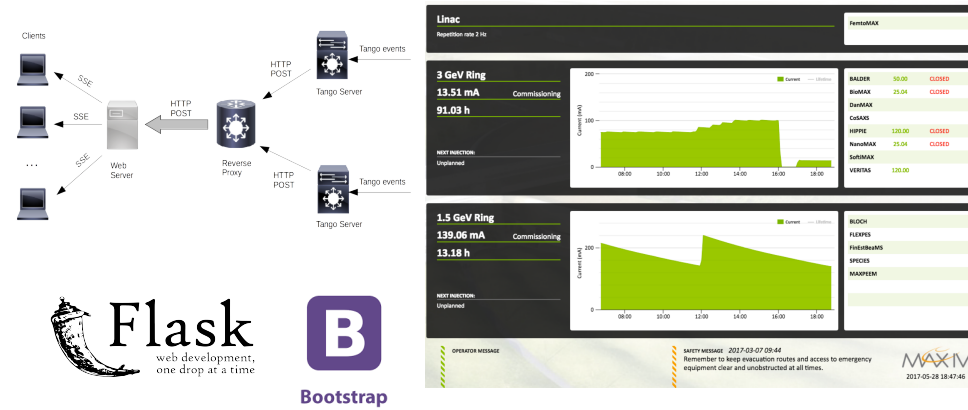 Clients
SSE
SSE
...
SSE
Web
Server
HTTP
POST
Reverse
Proxy
HTTP
POST
Tango events
Tango Server
HTTP
POST
Tango events
Tango Server
Flask
web development,
one drop at a time
B
Bootstrap
Linac
Repetition rate 2 Hz
FemtoMAX
3 GeV Ring
13.51 mA Commissioning
91.03 h
NEXT INJECTION:
Unplanned
Current (mA)
200
100
0
Current Lifetime
08:00 10:00 12:00 14:00 16:00 18:00
BALDER 50.00 CLOSED
BioMAX 25.04 CLOSED
DanMAX
CoSAXS
HIPPIE 120.00 CLOSED
NanoMAX 25.04 CLOSED
SoftiMAX
VERITAS 120.00
1.5 GeV Ring
139.06 mA Commissioning
13.18 h
NEXT INJECTION:
Unplanned
Current (mA)
200
0
Current Lifetime
08:00 10:00 12:00 14:00 16:00 18:00
BLOCH
FLEXPES
FinEstBeaMS
SPECIES
MAXPEEM
OPERATOR MESSAGE
SAFETY MESSAGE 2017-03-07 09:44
Remember to keep evacuation routes and access to emergency
equipment clear and unobstructed at all times.
MAX IV
2017-05-28 18:47:46